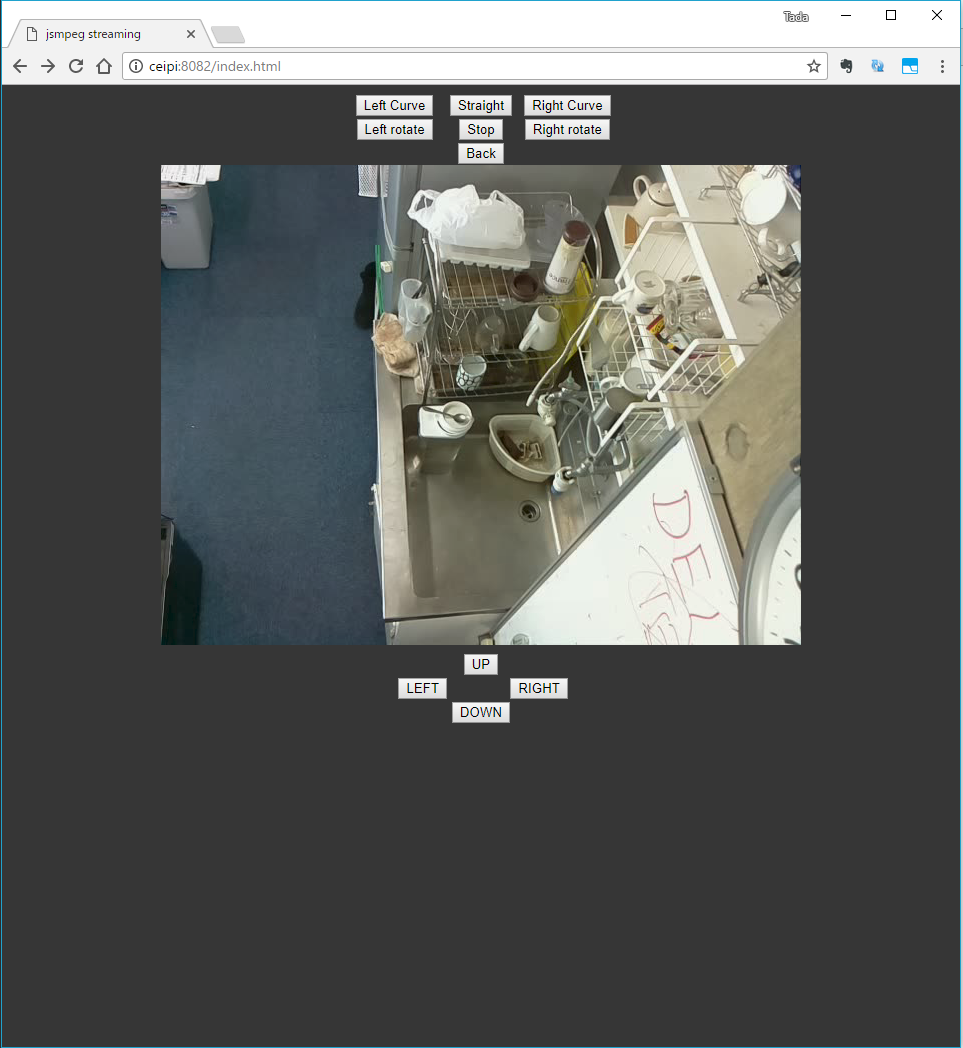 Tada
jsmpeg streaming
ceipi:8082/index.html
Left Curve Straight Right Curve
Left rotate Stop Right rotate
Back
DEL
UP
LEFT RIGHT
DOWN